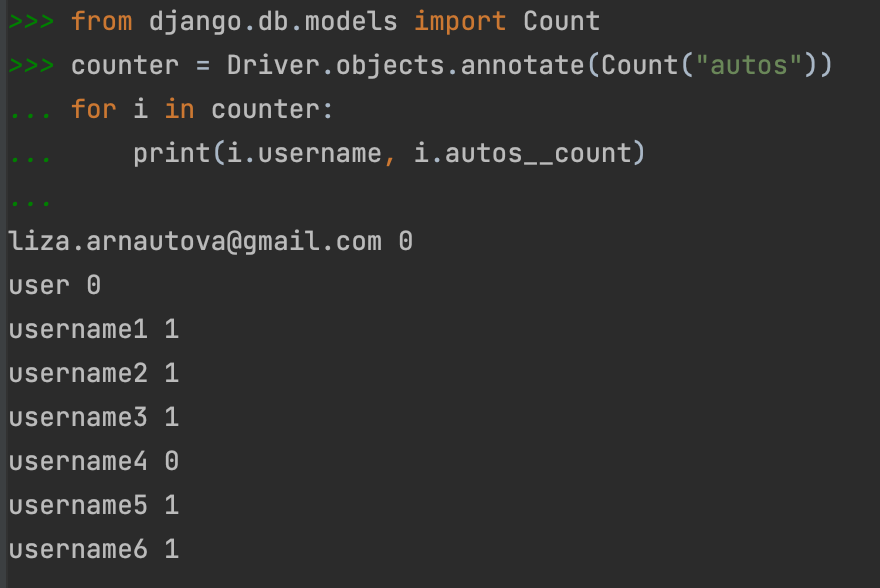 >>> from django.db.models import Count
>>> counter = Driver.objects.annotate(Count("autos"))
... for i in counter:
...     print(i.username, i.autos__count)
...
liza.arnautova@gmail.com 0
user 0
username1 1
username2 1
username3 1
username4 0
username5 1
username6 1